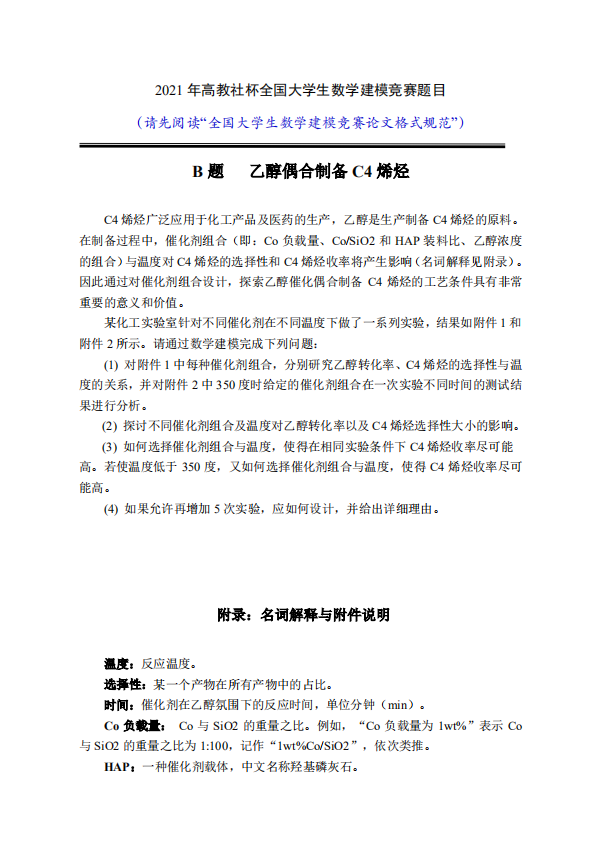 2021 年高教社杯全国大学生数学建模竞赛题目
（请先阅读“全国大学生数学建模竞赛论文格式规范”）
B 题 乙醇偶合制备 C4 烯烃
C4 烯烃广泛应用于化工产品及医药的生产，乙醇是生产制备 C4 烯烃的原料。
在制备过程中，催化剂组合（即：Co 负载量、Co/SiO2 和 HAP 装料比、乙醇浓度
的组合）与温度对 C4 烯烃的选择性和 C4 烯烃收率将产生影响（名词解释见附录）。
因此通过对催化剂组合设计，探索乙醇催化偶合制备 C4 烯烃的工艺条件具有非常
重要的意义和价值。
某化工实验室针对不同催化剂在不同温度下做了一系列实验，结果如附件 1 和
附件 2 所示。请通过数学建模完成下列问题：
(1) 对附件 1 中每种催化剂组合，分别研究乙醇转化率、C4 烯烃的选择性与温
度的关系，并对附件 2 中 350 度时给定的催化剂组合在一次实验不同时间的测试结
果进行分析。
(2) 探讨不同催化剂组合及温度对乙醇转化率以及 C4 烯烃选择性大小的影响。
(3) 如何选择催化剂组合与温度，使得在相同实验条件下 C4 烯烃收率尽可能
高。若使温度低于 350 度，又如何选择催化剂组合与温度，使得 C4 烯烃收率尽可
能高。
(4) 如果允许再增加 5 次实验，应如何设计，并给出详细理由。
附录：名词解释与附件说明
温度：反应温度。
选择性：某一个产物在所有产物中的占比。
时间：催化剂在乙醇氛围下的反应时间，单位分钟（min）。
Co 负载量： Co 与 SiO2 的重量之比。例如，“Co 负载量为 1wt%”表示 Co
与 SiO2 的重量之比为 1:100，记作“1wt%Co/SiO2”，依次类推。
HAP：一种催化剂载体，中文名称羟基磷灰石。